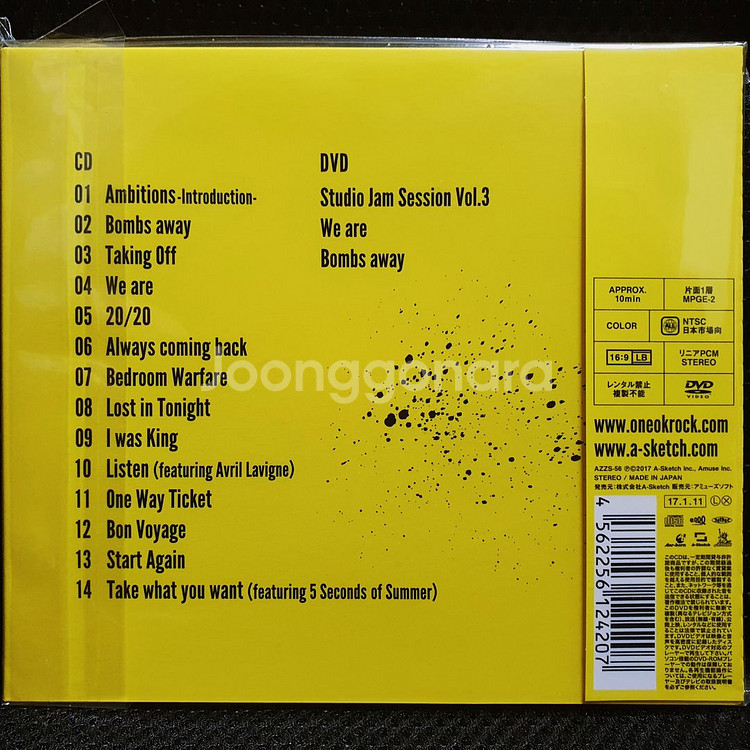 CD
01 Ambitions-Introduction-
02 Bombs away
03 Taking Off
04 We are
05 20/20
06 Always coming back
07 Bedroom Warfare
08 Lost in Tonight
09 I was King
10 Listen (featuring Avril Lavigne)
11 One Way Ticket
12 Bon Voyage
13 Start Again
14 Take what you want (featuring 5 Seconds of Summer)
DVD
Studio Jam Session Vol.3
We are
Bombs away
Joonggonara
APPROX.
10min
片面1層
MPGE-2
COLOR
NTSC
日本市場向
16:9 LB
リニアPCM
STEREO
レンタル禁止
複製不能
DVD
VIDEO
www.oneokrock.com
www.a-sketch.com
AZZS-56 ℗©2017 A-Sketch Inc., Amuse Inc.
STEREO / MADE IN JAPAN
発売元:株式会社A-Sketch 販売元:アミューズソフト
17.1.11 Ⓛ Ⓧ
4562256124207